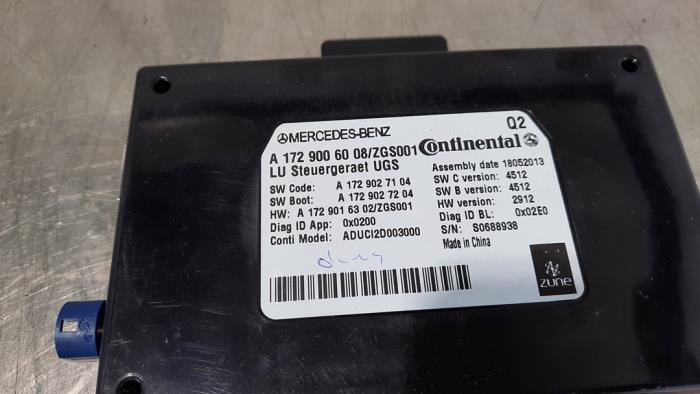 MERCEDES-BENZ
Q2
A 172 900 60 08/ZGS001
Continental
LU Steuergeraet UGS
Assembly date 18052013
SW Code: A 172 902 71 04
SW C version: 4512
SW Boot: A 172 902 72 04
SW B version: 4512
HW: A 172 901 63 02/ZGS001
HW version: 2912
Diag ID App: 0x0200
Diag ID BL: 0x02E0
Conti Model: ADUCI2D003000
S/N: S0688938
Made in China
zune